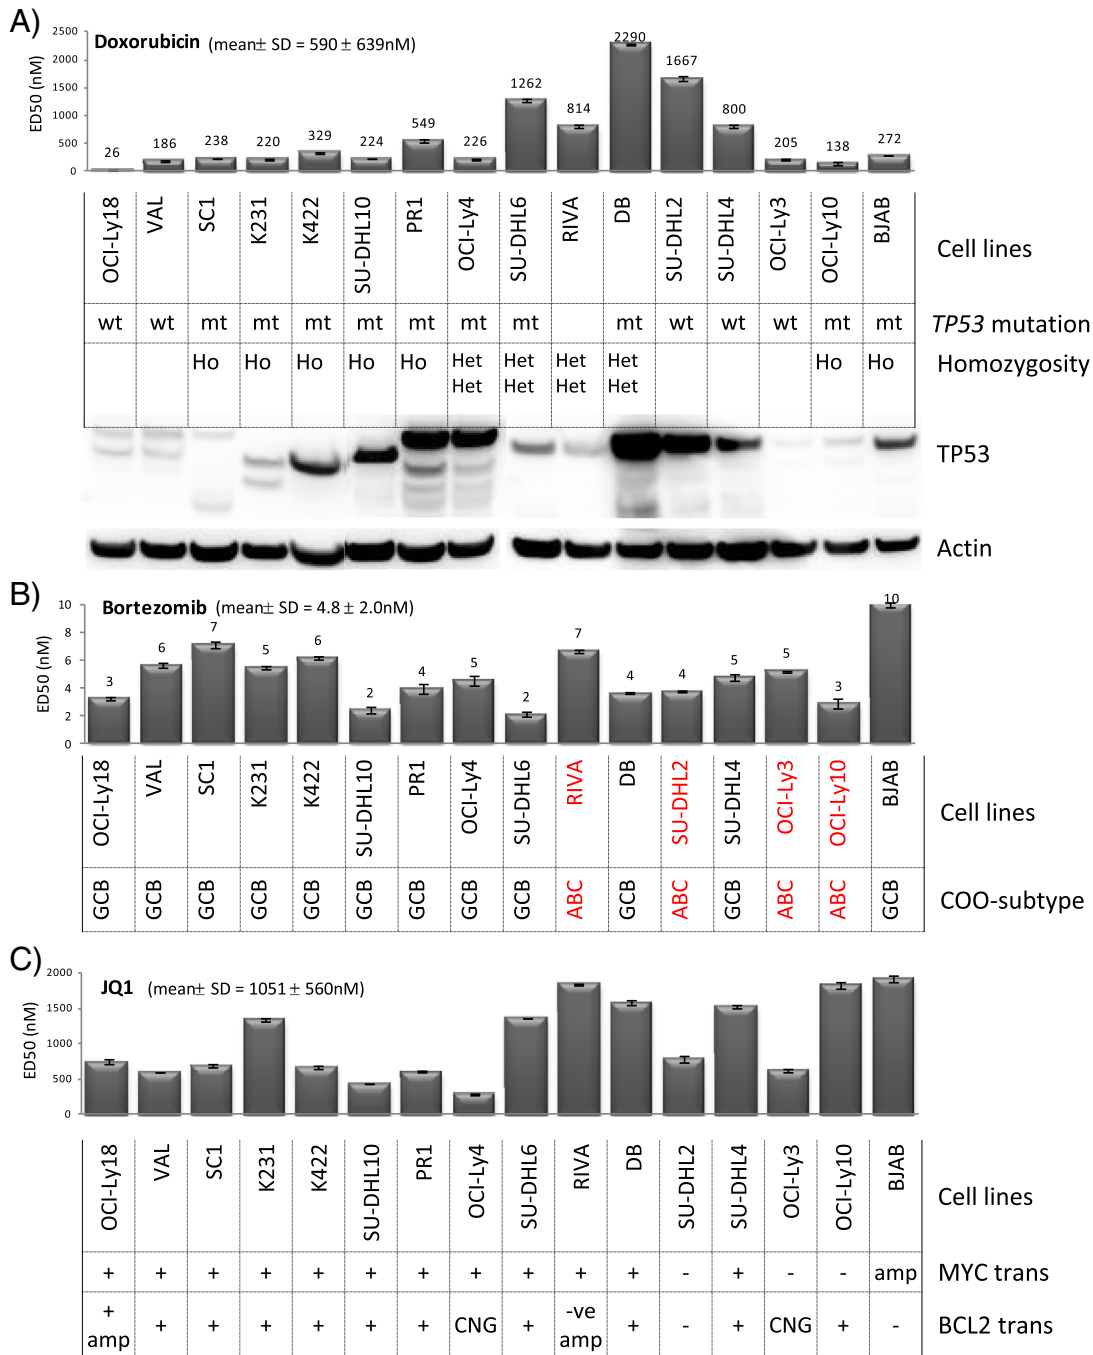 A)
Doxorubicin (mean± SD = 590 ± 639nM)
ED50 (nM)
2500
2000
1500
1000
500
0
26 186 238 220 329 224 549 226 1262 814 2290 1667 800 205 138 272
OCI-Ly18 VAL SC1 K231 K422 SU-DHL10 PR1 OCI-Ly4 SU-DHL6 RIVA DB SU-DHL2 SU-DHL4 OCI-Ly3 OCI-Ly10 BJAB Cell lines
wt wt mt mt mt mt mt mt mt mt wt wt wt mt mt TP53 mutation
Ho Ho Ho Ho Ho Het Het Het Het Ho Ho Homozygosity
Het Het Het Het
TP53
Actin
B)
Bortezomib (mean± SD = 4.8 ± 2.0nM)
ED50 (nM)
10
8
6
4
2
0
3 6 7 5 6 2 4 5 2 7 4 4 5 5 3 10
OCI-Ly18 VAL SC1 K231 K422 SU-DHL10 PR1 OCI-Ly4 SU-DHL6 RIVA DB SU-DHL2 SU-DHL4 OCI-Ly3 OCI-Ly10 BJAB Cell lines
GCB GCB GCB GCB GCB GCB GCB GCB GCB ABC GCB ABC GCB ABC ABC GCB COO-subtype
C)
JQ1 (mean± SD = 1051 ± 560nM)
ED50 (nM)
2000
1500
1000
500
0
OCI-Ly18 VAL SC1 K231 K422 SU-DHL10 PR1 OCI-Ly4 SU-DHL6 RIVA DB SU-DHL2 SU-DHL4 OCI-Ly3 OCI-Ly10 BJAB Cell lines
+ + + + + + + + + + + - + - - amp MYC trans
+ amp + + + + + + CNG + -ve amp + - + CNG + - BCL2 trans